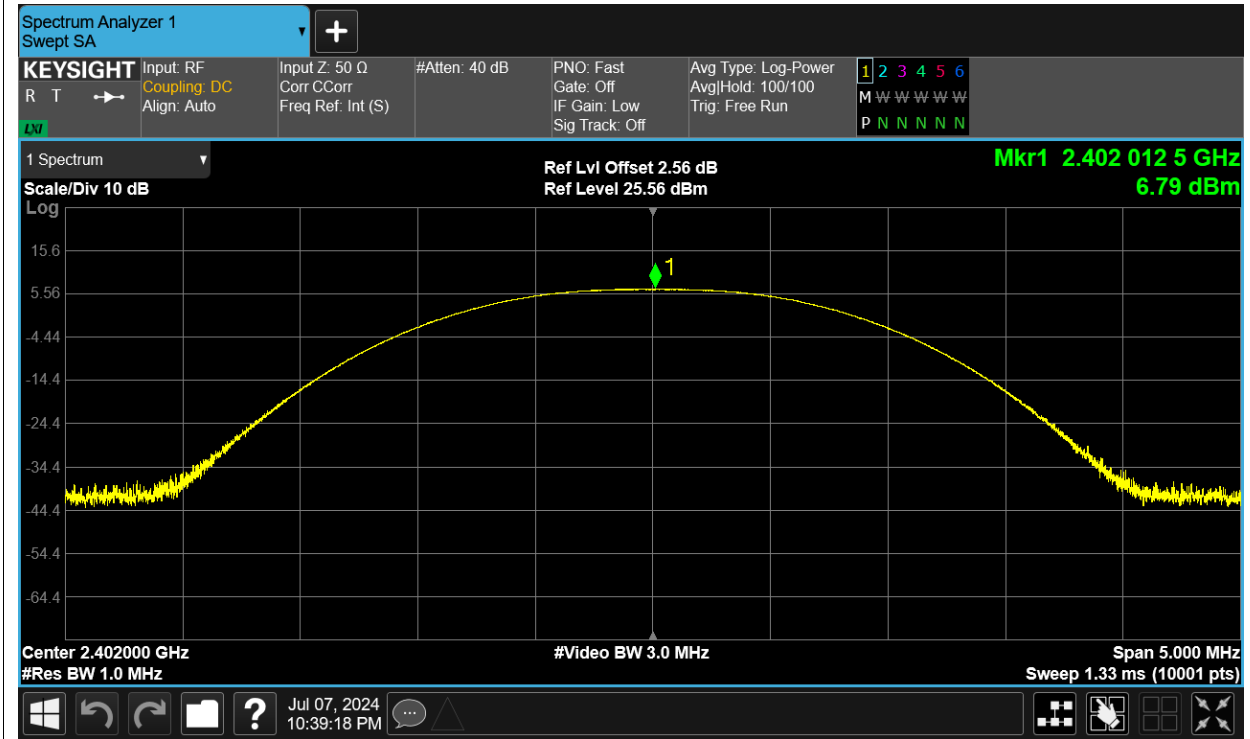 Spectrum Analyzer 1
Swept SA
+
KEYSIGHT
R T
LXI
Input: RF
Coupling: DC
Align: Auto
Input Z: 50 Ω
Corr CCorr
Freq Ref: Int (S)
#Atten: 40 dB
PNO: Fast
Gate: Off
IF Gain: Low
Sig Track: Off
Avg Type: Log-Power
Avg|Hold: 100/100
Trig: Free Run
1 2 3 4 5 6
M W W W W W
P N N N N N
1 Spectrum
Scale/Div 10 dB
Log
Ref Lvl Offset 2.56 dB
Ref Level 25.56 dBm
Mkr1 2.402 012 5 GHz
6.79 dBm
15.6
1
5.56
-4.44
-14.4
-24.4
-34.4
-44.4
-54.4
-64.4
Center 2.402000 GHz
#Video BW 3.0 MHz
Span 5.000 MHz
#Res BW 1.0 MHz
Sweep 1.33 ms (10001 pts)
?
Jul 07, 2024
10:39:18 PM